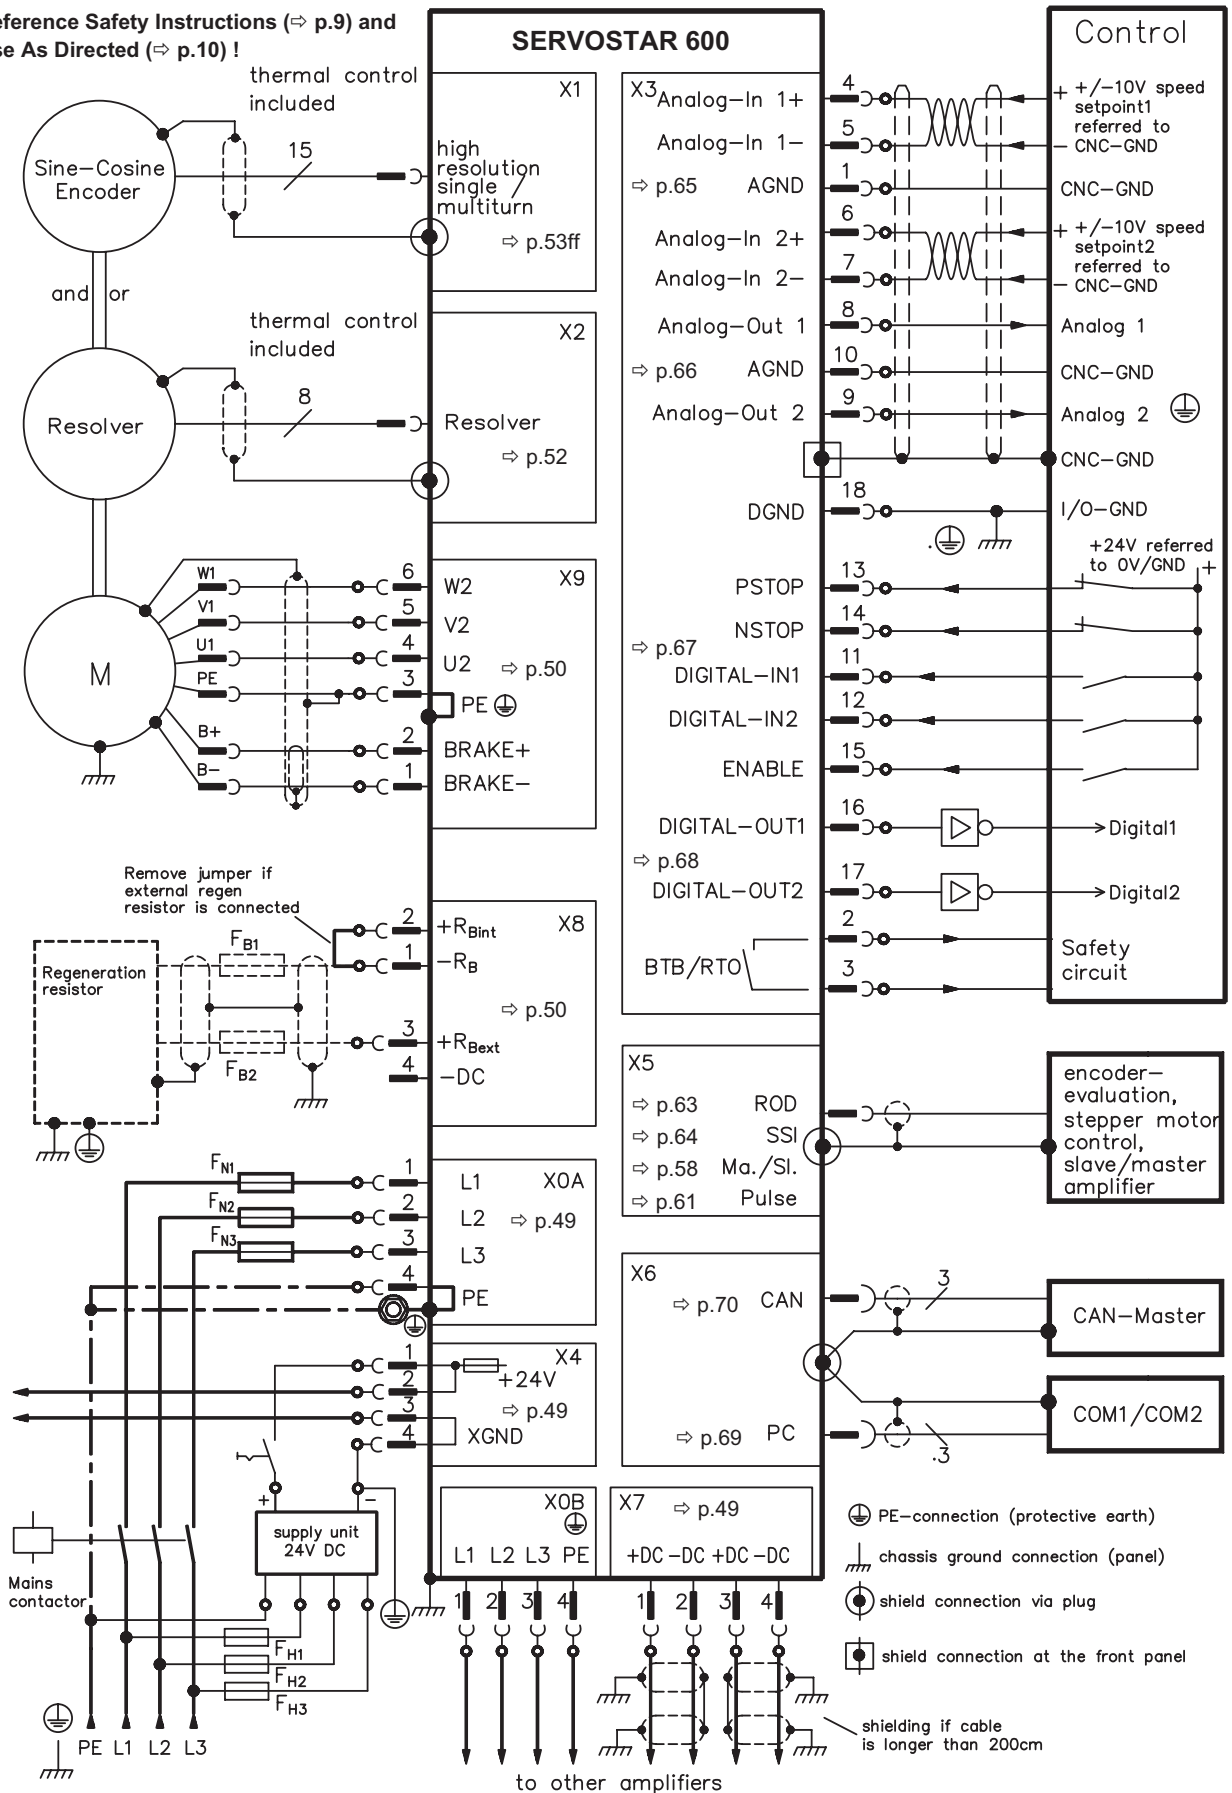 eference Safety Instructions (⇨ p.9) and
se As Directed (⇨ p.10) !
SERVOSTAR 600
Control
thermal control
included
X1
Sine-Cosine
Encoder
15
high
resolution
single
multiturn
⇨ p.53ff
and or
thermal control
included
X2
Resolver
8
Resolver
⇨ p.52
X9
W1
6
W2
V1
5
V2
U1
4
U2
⇨ p.50
M
PE
3
PE
B+
2
BRAKE+
B-
1
BRAKE-
Remove jumper if
external regen
resistor is connected
X8
FB1
2
+RBint
1
-RB
Regeneration
resistor
⇨ p.50
3
+RBext
FB2
4
-DC
FN1
1
L1
X0A
FN2
2
L2
⇨ p.49
FN3
3
L3
4
PE
X4
1
+24V
2
⇨ p.49
3
4
XGND
+
-
supply unit
24V DC
Mains
contactor
FH1
FH2
FH3
PE L1 L2 L3
X0B
L1 L2 L3 PE
1 2 3 4
X7
⇨ p.49
+DC -DC +DC -DC
1 2 3 4
to other amplifiers
shielding if cable
is longer than 200cm
X3
Analog-In 1+
4
+ +/-10V speed
setpoint1
referred to
- CNC-GND
Analog-In 1-
5
⇨ p.65
AGND
1
CNC-GND
Analog-In 2+
6
+ +/-10V speed
setpoint2
referred to
- CNC-GND
Analog-In 2-
7
Analog-Out 1
8
Analog 1
⇨ p.66
AGND
10
CNC-GND
Analog-Out 2
9
Analog 2
CNC-GND
DGND
18
I/O-GND
+24V referred
to 0V/GND
+
PSTOP
13
NSTOP
14
⇨ p.67
DIGITAL-IN1
11
DIGITAL-IN2
12
ENABLE
15
DIGITAL-OUT1
16
Digital1
⇨ p.68
DIGITAL-OUT2
17
Digital2
BTB/RTO
2
3
Safety
circuit
X5
⇨ p.63 ROD
⇨ p.64 SSI
⇨ p.58 Ma./Sl.
⇨ p.61 Pulse
encoder-
evaluation,
stepper motor
control,
slave/master
amplifier
X6
⇨ p.70 CAN
3
CAN-Master
⇨ p.69 PC
3
COM1/COM2
PE-connection (protective earth)
chassis ground connection (panel)
shield connection via plug
shield connection at the front panel